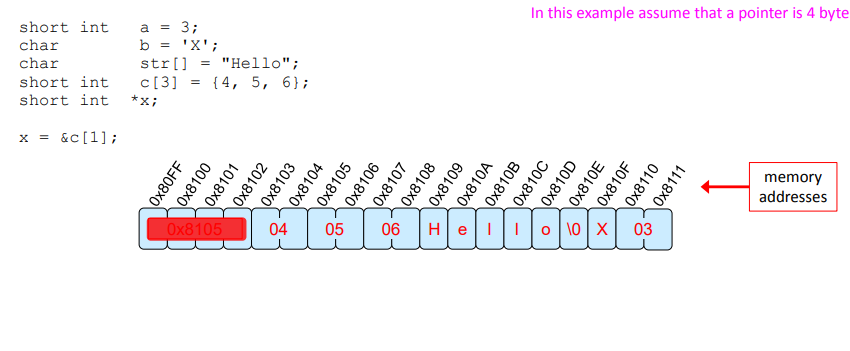 In this example assume that a pointer is 4 byte
short int a = 3;
char b = 'X';
char str[] = "Hello";
short int c[3] = {4, 5, 6};
short int *x;
x = &c[1];
0x80FF 0x8100 0x8101 0x8102 0x8103 0x8104 0x8105 0x8106 0x8107 0x8108 0x8109 0x810A 0x810B 0x810C 0x810D 0x810E 0x810F 0x8110 0x8111
memory
addresses
0x8105 04 05 06 H e l l o \0 X 03